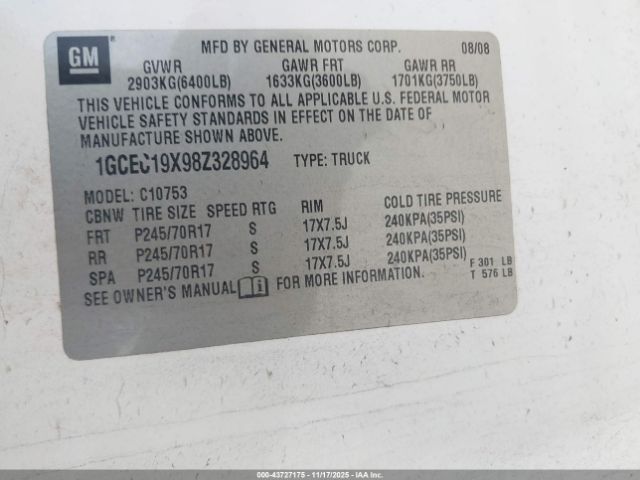 GM
MFD BY GENERAL MOTORS CORP. 08/08
GVWR GAWR FRT GAWR RR
2903KG(6400LB) 1633KG(3600LB) 1701KG(3750LB)
THIS VEHICLE CONFORMS TO ALL APPLICABLE U.S. FEDERAL MOTOR
VEHICLE SAFETY STANDARDS IN EFFECT ON THE DATE OF
MANUFACTURE SHOWN ABOVE.
1GCEC19X98Z328964 TYPE: TRUCK
MODEL: C10753
CBNW TIRE SIZE SPEED RTG RIM COLD TIRE PRESSURE
FRT P245/70R17 S 17X7.5J 240KPA(35PSI)
RR P245/70R17 S 17X7.5J 240KPA(35PSI)
SPA P245/70R17 S 17X7.5J 240KPA(35PSI)
SEE OWNER'S MANUAL i FOR MORE INFORMATION.
F 301 LB
T 576 LB
000-43727175 - 11/17/2025 - IAAI.COM